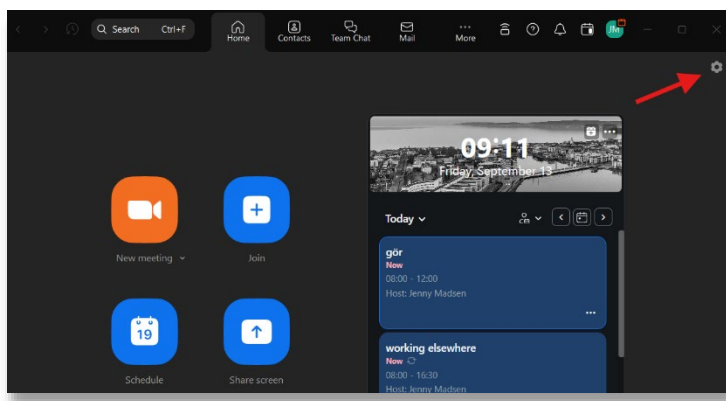 Search Ctrl+F
Home
Contacts
Team Chat
Mail
More
JM
09:11
Friday, September 13
New meeting
Join
Today
gör
Now
08:00 - 12:00
Host: Jenny Madsen
19
Schedule
Share screen
working elsewhere
Now
08:00 - 16:30
Host: Jenny Madsen